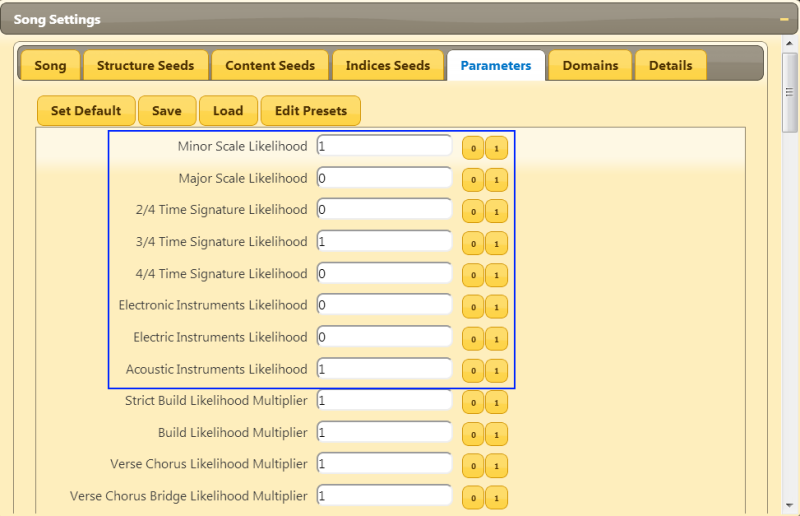 Song Settings
Song Structure Seeds Content Seeds Indices Seeds Parameters Domains Details
Set Default Save Load Edit Presets
Minor Scale Likelihood 1 0 1
Major Scale Likelihood 0 0 1
2/4 Time Signature Likelihood 0 0 1
3/4 Time Signature Likelihood 1 0 1
4/4 Time Signature Likelihood 0 0 1
Electronic Instruments Likelihood 0 0 1
Electric Instruments Likelihood 0 0 1
Acoustic Instruments Likelihood 1 0 1
Strict Build Likelihood Multiplier 1 0 1
Build Likelihood Multiplier 1 0 1
Verse Chorus Likelihood Multiplier 1 0 1
Verse Chorus Bridge Likelihood Multiplier 1 0 1